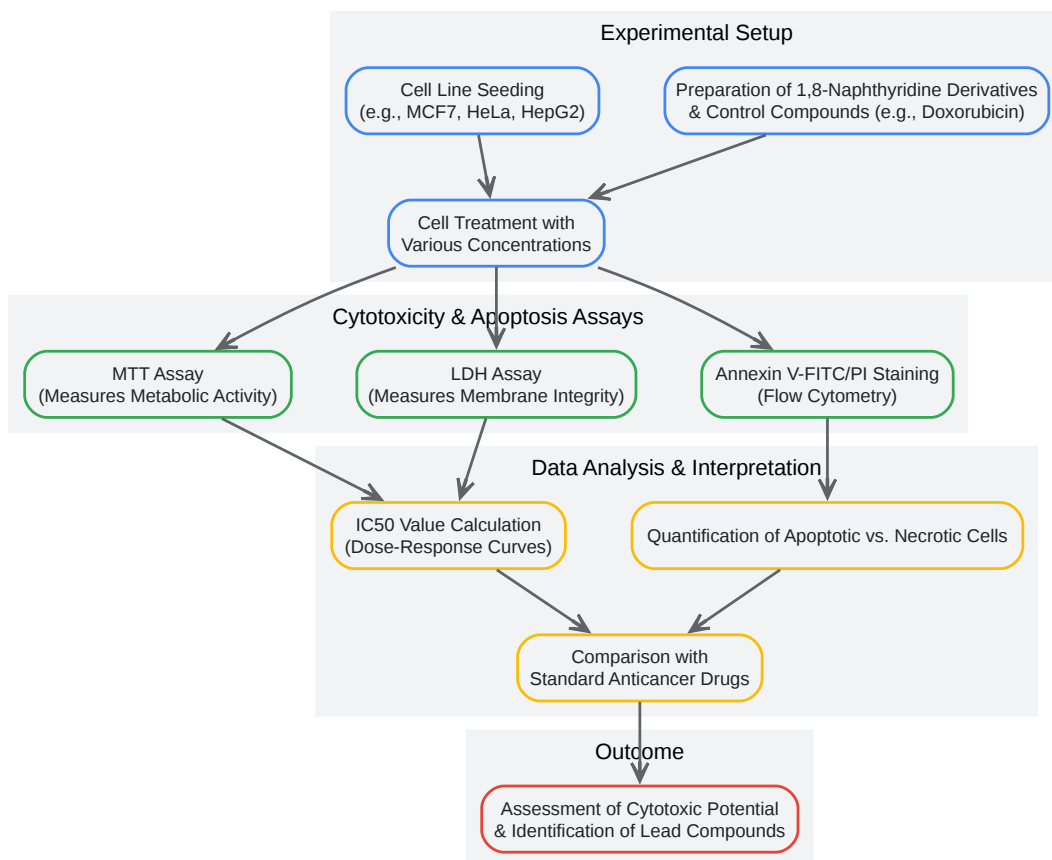 Experimental Setup
Cell Line Seeding
(e.g., MCF7, HeLa, HepG2)
Preparation of 1,8-Naphthyridine Derivatives
& Control Compounds (e.g., Doxorubicin)
Cell Treatment with
Various Concentrations
Cytotoxicity & Apoptosis Assays
MTT Assay
(Measures Metabolic Activity)
LDH Assay
(Measures Membrane Integrity)
Annexin V-FITC/PI Staining
(Flow Cytometry)
Data Analysis & Interpretation
IC50 Value Calculation
(Dose-Response Curves)
Quantification of Apoptotic vs. Necrotic Cells
Comparison with
Standard Anticancer Drugs
Outcome
Assessment of Cytotoxic Potential
& Identification of Lead Compounds